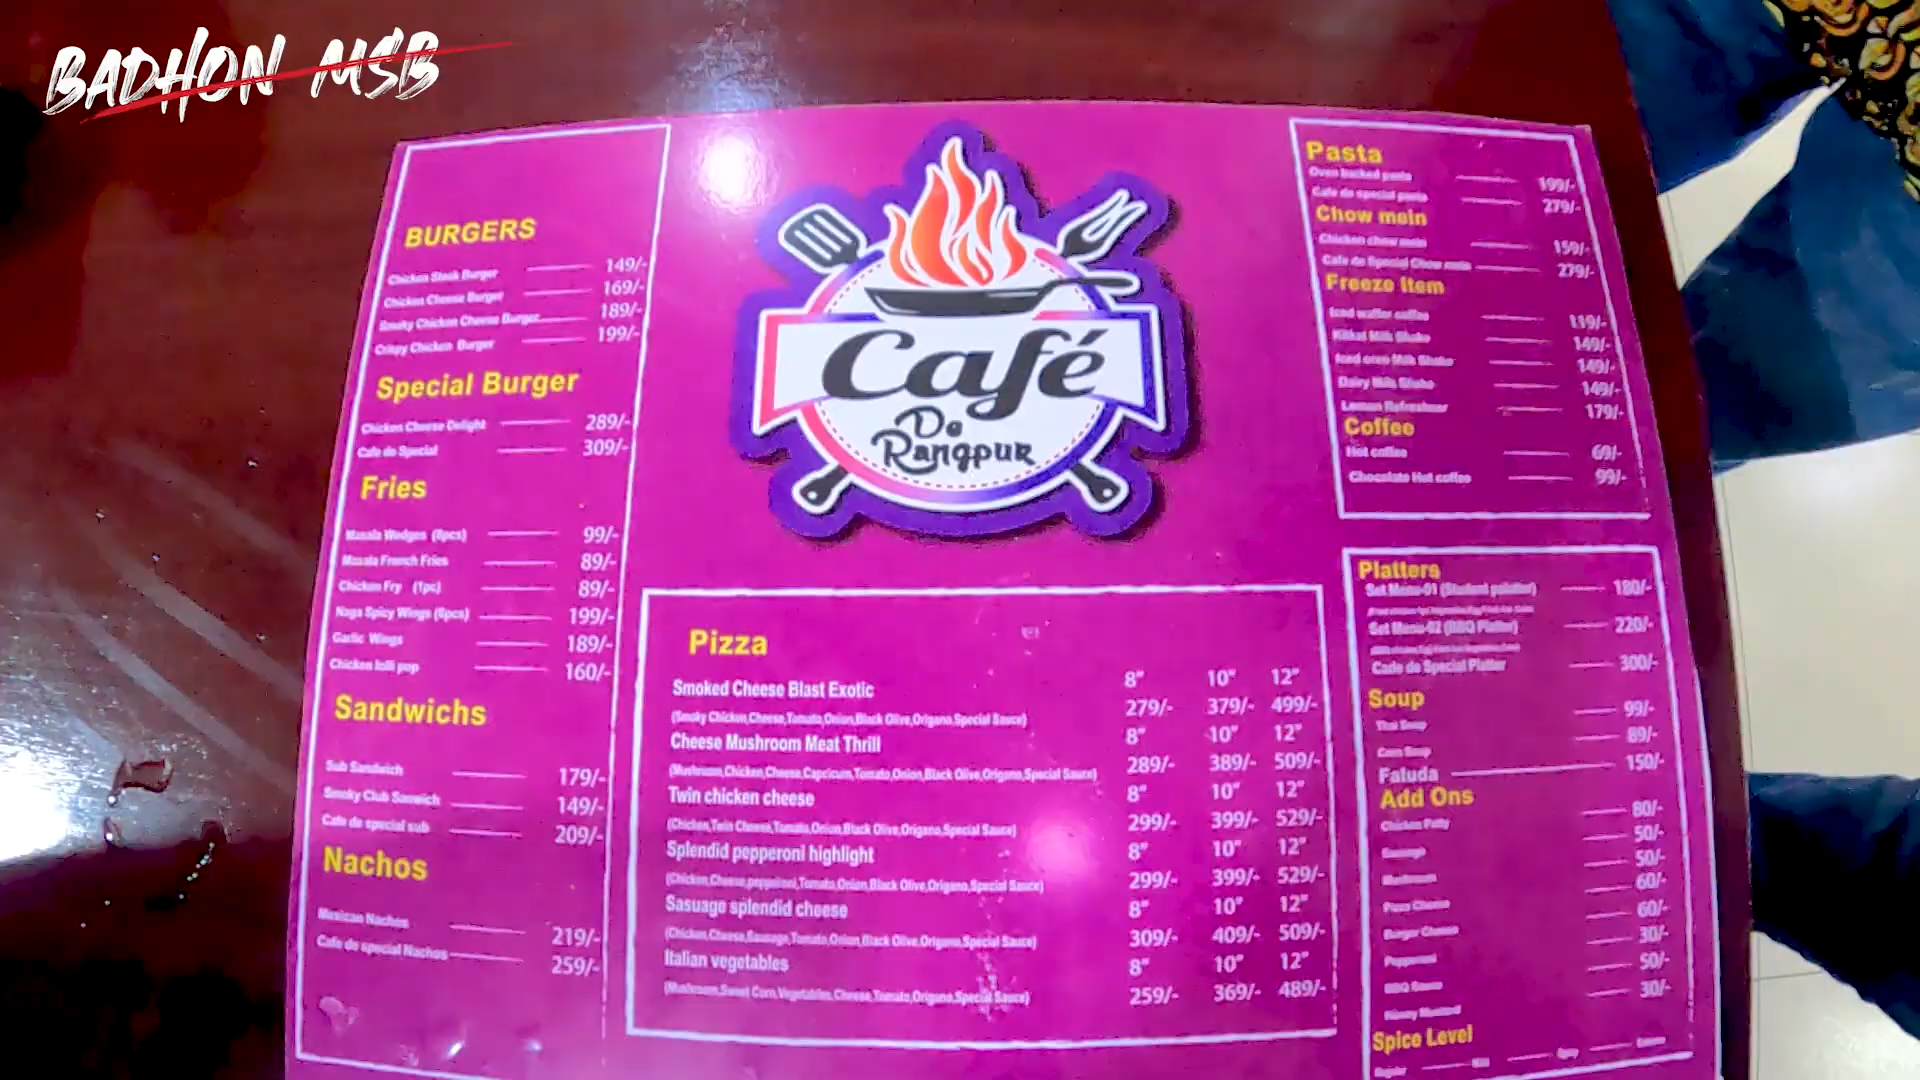 BADHON MSB
BURGERS
Chicken Steak Burger 149/-
Chicken Cheese Burger 169/-
Smoky Chicken Cheese Burger 189/-
Crispy Chicken Burger 199/-
Special Burger
Chicken Cheese Delight 289/-
Cafe de Special 309/-
Fries
Masala Wedges (8pcs) 99/-
Masala French Fries 89/-
Chicken Fry (1pc) 89/-
Naga Spicy Wings (6pcs) 199/-
Garlic Wings 189/-
Chicken lolli pop 160/-
Sandwichs
Sub Sandwich 179/-
Smoky Club Sanwich 149/-
Cafe de special sub 209/-
Nachos
Mexican Nachos 219/-
Cafe de special Nachos 259/-
Café
De
Rangpur
Pizza
Smoked Cheese Blast Exotic 8" 10" 12"
(Smoky Chicken,Cheese,Tomato,Onion,Black Olive,Origano,Special Sauce) 279/- 379/- 499/-
Cheese Mushroom Meat Thrill 8" 10" 12"
(Mushroom,Chicken,Cheese,Capcicum,Tomato,Onion,Black Olive,Origano,Special Sauce) 289/- 389/- 509/-
Twin chicken cheese 8" 10" 12"
(Chicken,Twin Cheese,Tomato,Onion,Black Olive,Origano,Special Sauce) 299/- 399/- 529/-
Splendid pepperoni highlight 8" 10" 12"
(Chicken,Cheese,pepperoni,Tomato,Onion,Black Olive,Origano,Special Sauce) 299/- 399/- 529/-
Sasuage splendid cheese 8" 10" 12"
(Chicken,Cheese,Sausage,Tomato,Onion,Black Olive,Origano,Special Sauce) 309/- 409/- 509/-
Italian vegetables 8" 10" 12"
(Mushroom,Sweet Corn,Vegetables,Cheese,Tomato,Origano,Special Sauce) 259/- 369/- 489/-
Pasta
Oven backed pasta 199/-
Cafe de special pasta 279/-
Chow mein
Chicken chow mein 159/-
Cafe de Special Chow mein 279/-
Freeze Item
Iced waffer coffee 119/-
Kitkat Milk Shake 149/-
Iced oreo Milk Shake 149/-
Dairy Milk Shake 149/-
Lemon Refresher 179/-
Coffee
Hot coffee 69/-
Chocolate Hot coffee 99/-
Platters
Set Menu-01 (Student palatter) 180/-
Set Menu-02 (BBQ Platter) 220/-
Cade de Special Platter 300/-
Soup
Thai Soup 99/-
Corn Soup 89/-
Faluda 150/-
Add Ons
Chicken Patty 80/-
Sausage 50/-
Mushroom 50/-
Pizza Cheese 60/-
Burger Cheese 60/-
Pepperoni 30/-
BBQ Sauce 50/-
Honey Mustard 30/-
Spice Level
Regular